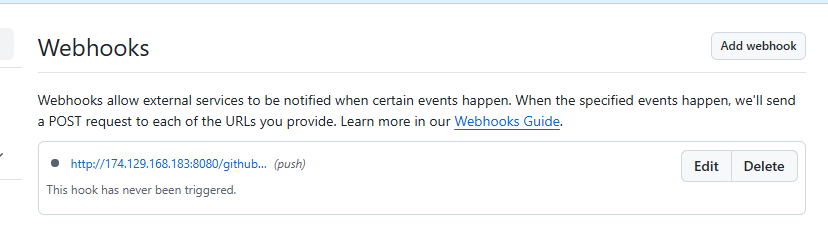 Webhooks
Add webhook
Webhooks allow external services to be notified when certain events happen. When the specified events happen, we'll send
a POST request to each of the URLs you provide. Learn more in our Webhooks Guide.
http://174.129.168.183:8080/github... (push)
Edit
Delete
This hook has never been triggered.